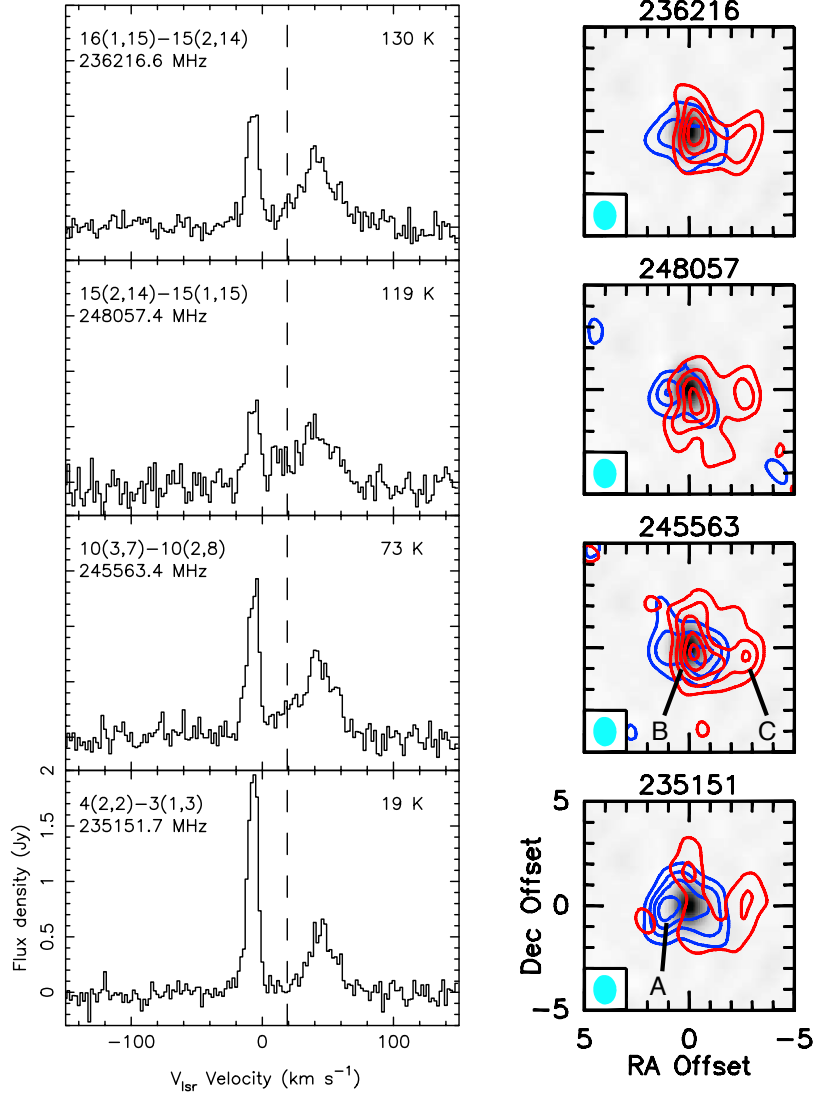 16(1,15)−15(2,14) 130 K
236216.6 MHz
15(2,14)−15(1,15) 119 K
248057.4 MHz
10(3,7)−10(2,8) 73 K
245563.4 MHz
4(2,2)−3(1,3) 19 K
235151.7 MHz
2
1.5
1
0.5
0
Flux density (Jy)
−100 0 100
Vlsr Velocity (km s−1)
236216
248057
245563
B C
235151
A
5
0
−5
Dec Offset
5 0 −5
RA Offset